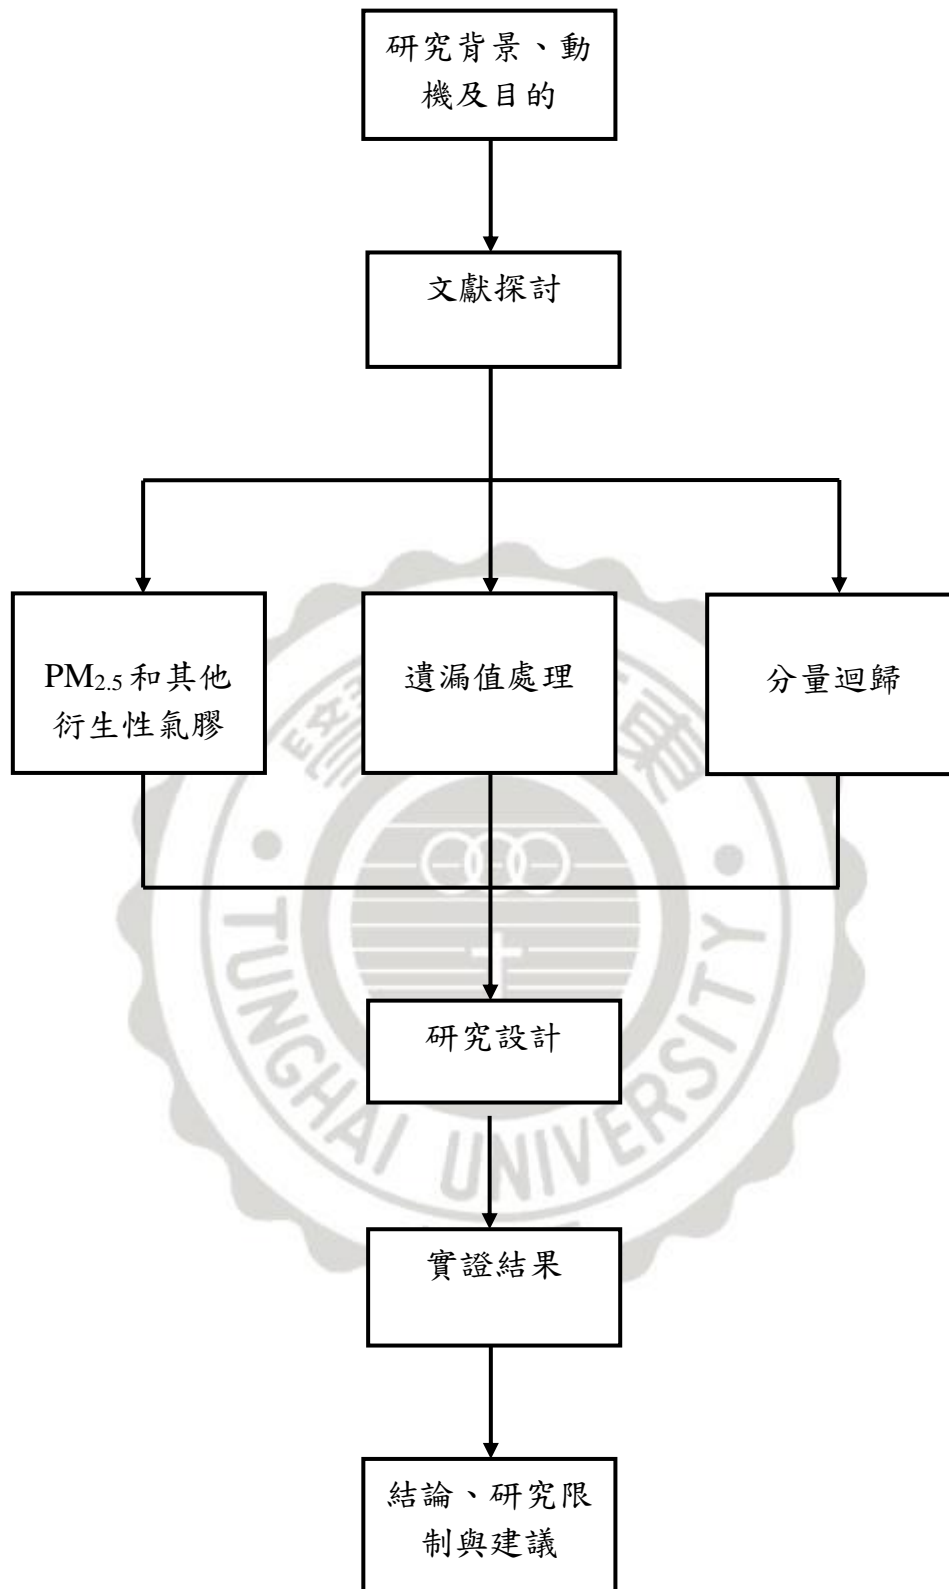 研究背景、動
機及目的
文獻探討
PM2.5 和其他
衍生性氣膠
遺漏值處理
分量迴歸
TUNGHAI UNIVERSITY
研究設計
實證結果
結論、研究限
制與建議